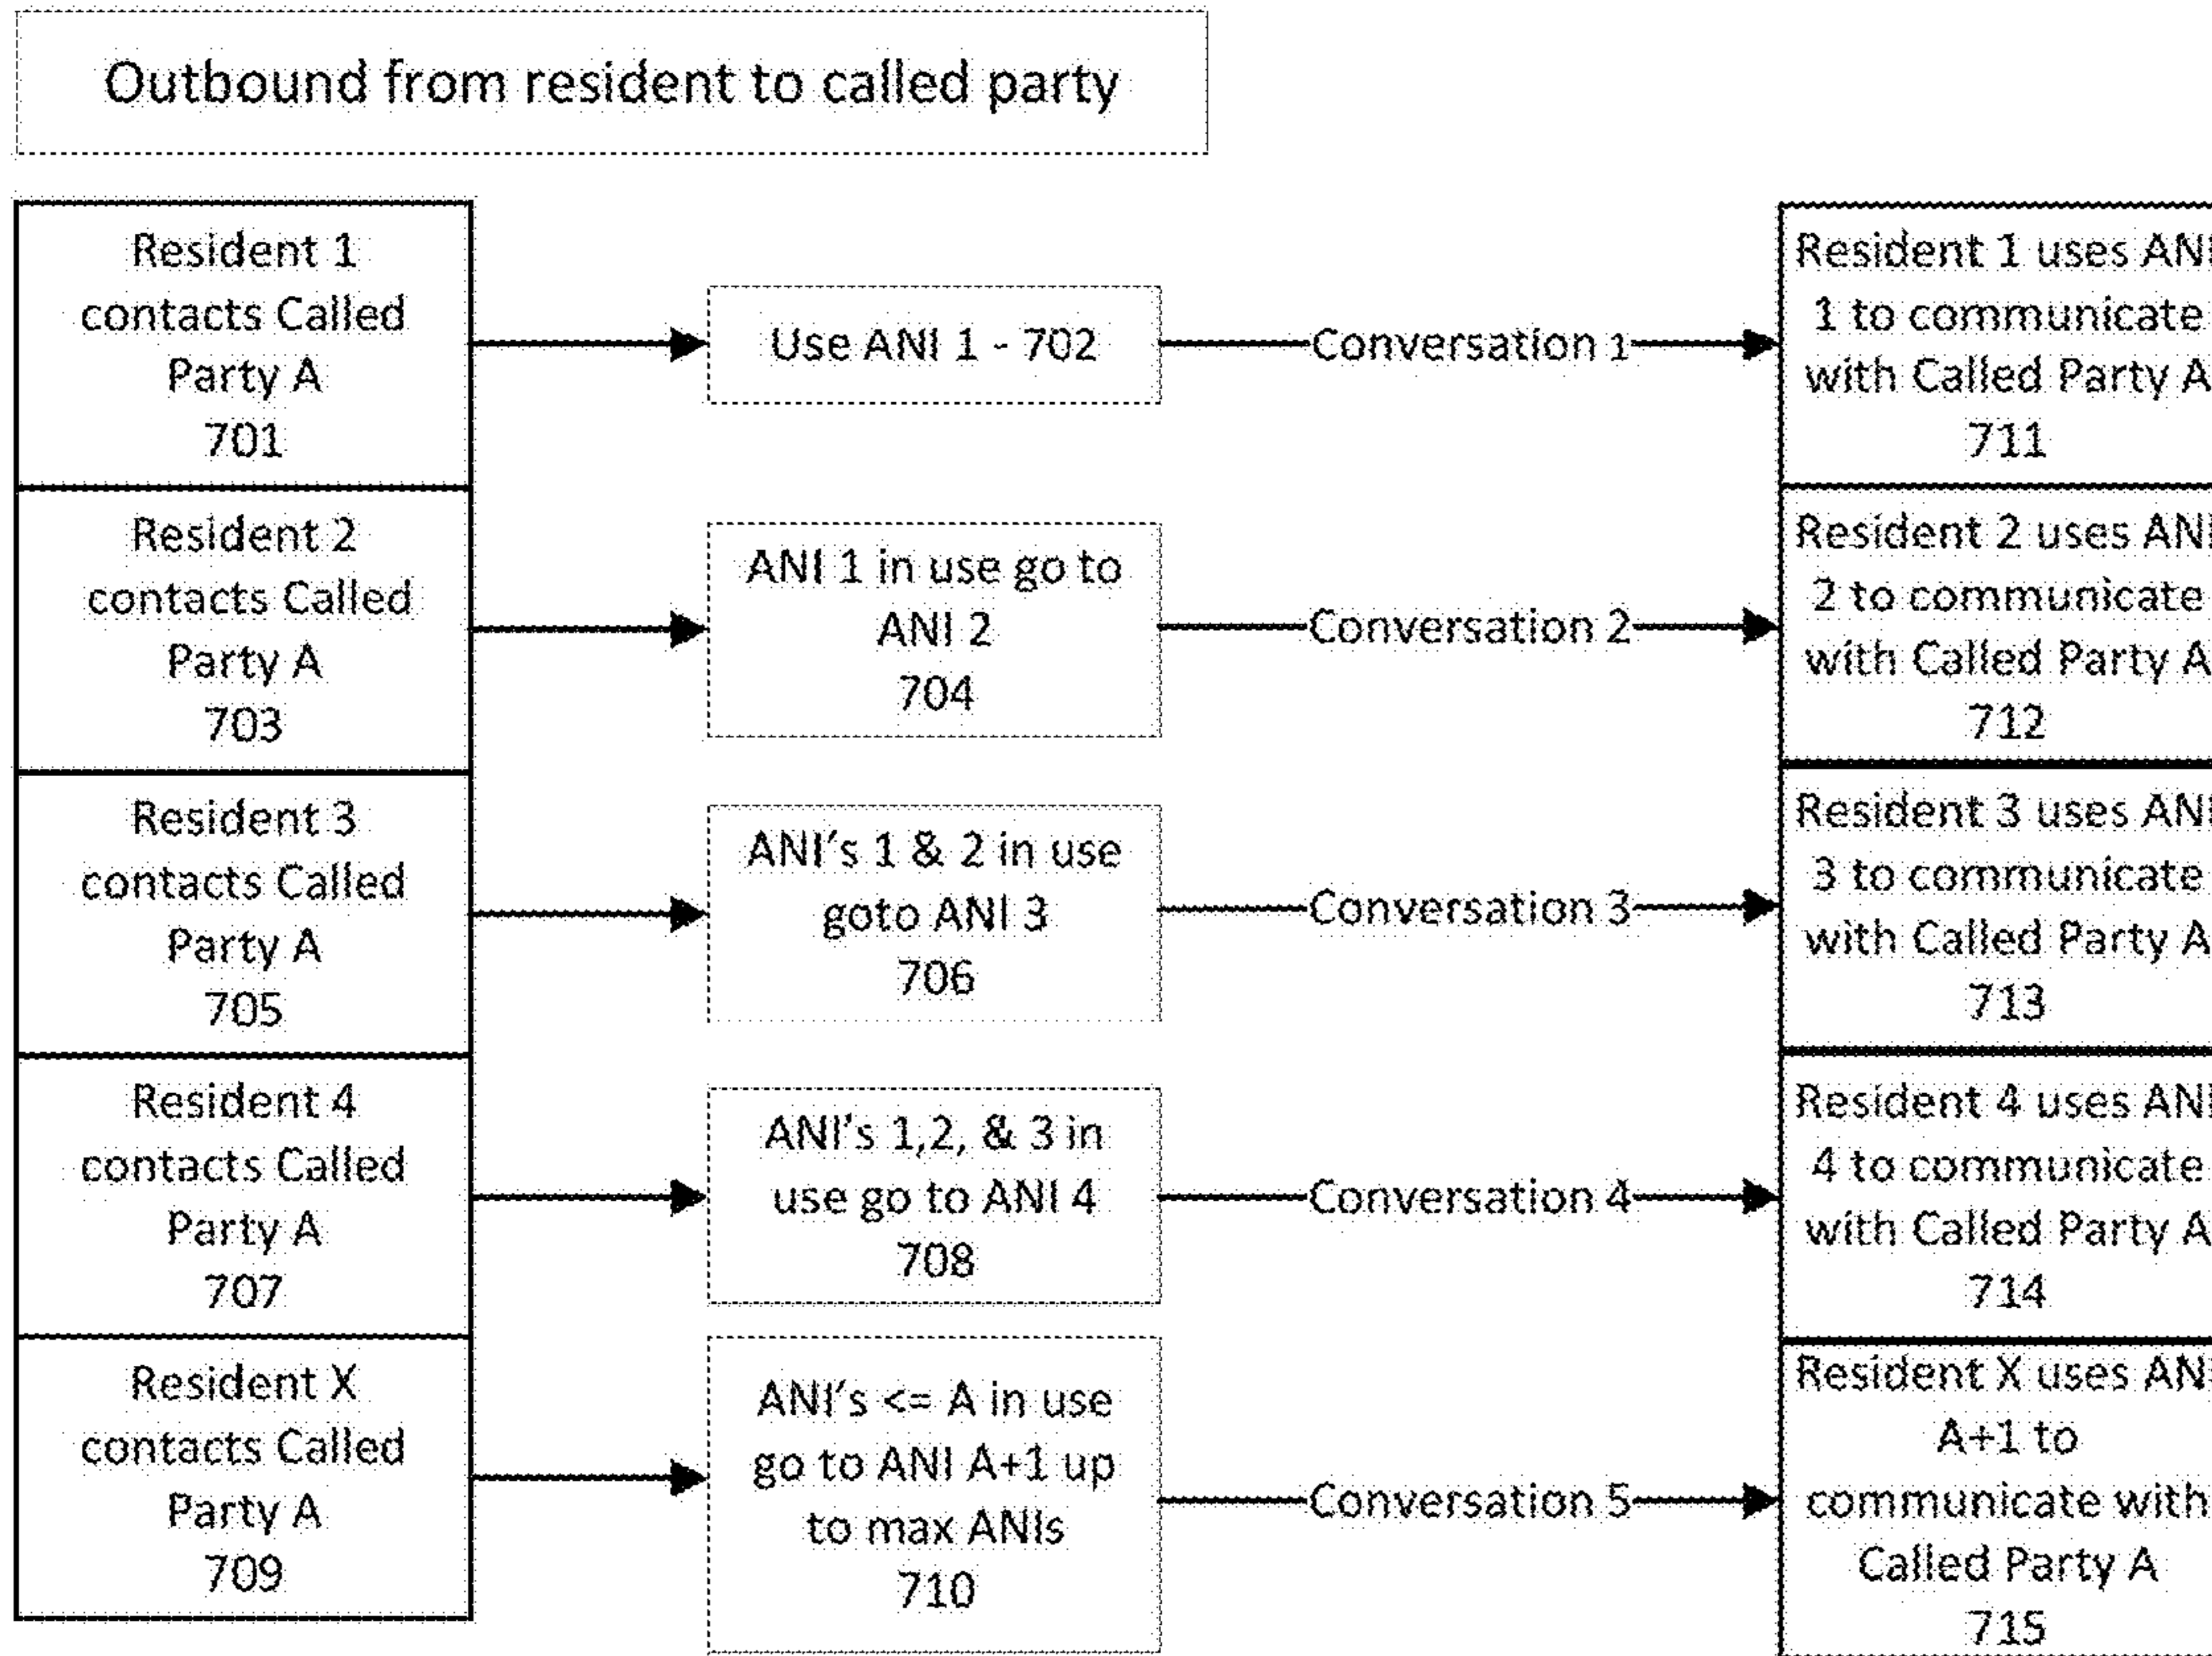 Outbound from resident to called party
Resident 1
contacts Called
Party A
701
Use ANI 1 - 702
Conversation 1
Resident 1 uses ANI
1 to communicate
with Called Party A
711
Resident 2
contacts Called
Party A
703
ANI 1 in use go to
ANI 2
704
Conversation 2
Resident 2 uses ANI
2 to communicate
with Called Party A
712
Resident 3
contacts Called
Party A
705
ANI's 1 & 2 in use
goto ANI 3
706
Conversation 3
Resident 3 uses ANI
3 to communicate
with Called Party A
713
Resident 4
contacts Called
Party A
707
ANI's 1,2, & 3 in
use go to ANI 4
708
Conversation 4
Resident 4 uses ANI
4 to communicate
with Called Party A
714
Resident X
contacts Called
Party A
709
ANI's <= A in use
go to ANI A+1 up
to max ANIs
710
Conversation 5
Resident X uses ANI
A+1 to
communicate with
Called Party A
715